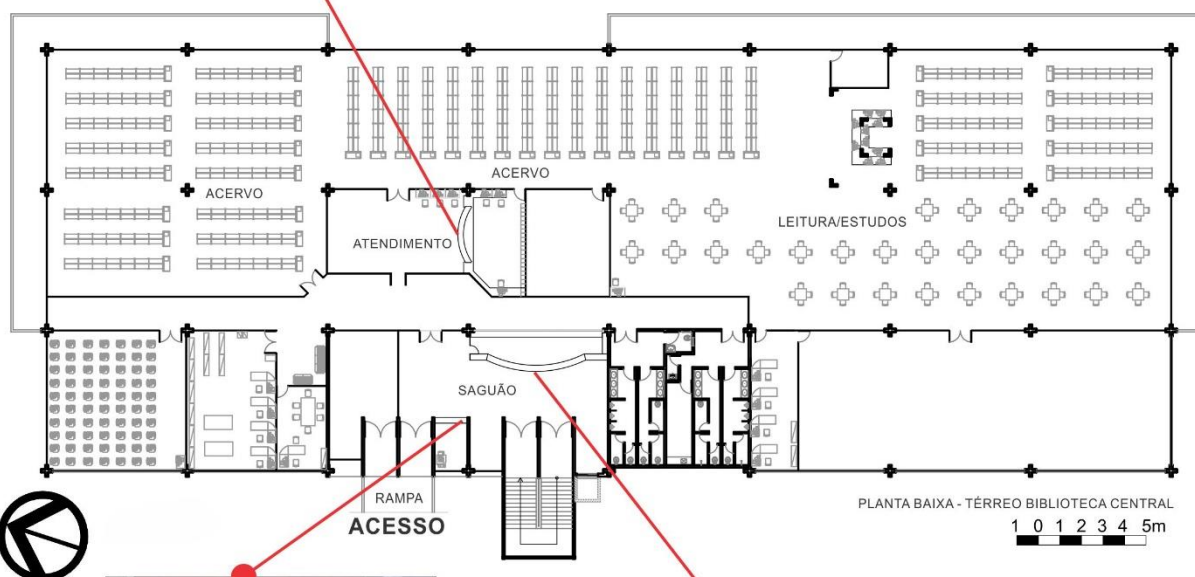 ACERVO
ACERVO
LEITURA/ESTUDOS
ATENDIMENTO
SAGUÃO
RAMPA
ACESSO
PLANTA BAIXA - TÉRREO BIBLIOTECA CENTRAL
1 0 1 2 3 4 5m